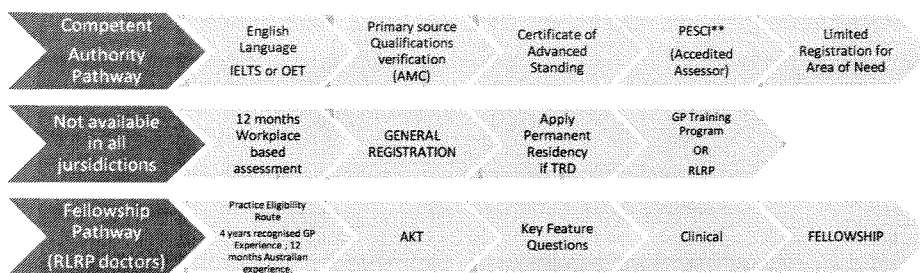 Competent
Authority
Pathway
English
Language
IELTS or OET
Primary source
Qualifications
verification
(AMC)
Certificate of
Advanced
Standing
PESCI**
(Accredited
Assessor)
Limited
Registration for
Area of Need
Not available
in all
jursidictions
12 months
Workplace
based
assessment
GENERAL
REGISTRATION
Apply
Permanent
Residency
if TRD
GP Training
Program
OR
RLRP
Fellowship
Pathway
(RLRP doctors)
Practice Eligibility
Route
4 years recognised GP
Experience ; 12
months Australian
experience.
AKT
Key Feature
Questions
Clinical
FELLOWSHIP